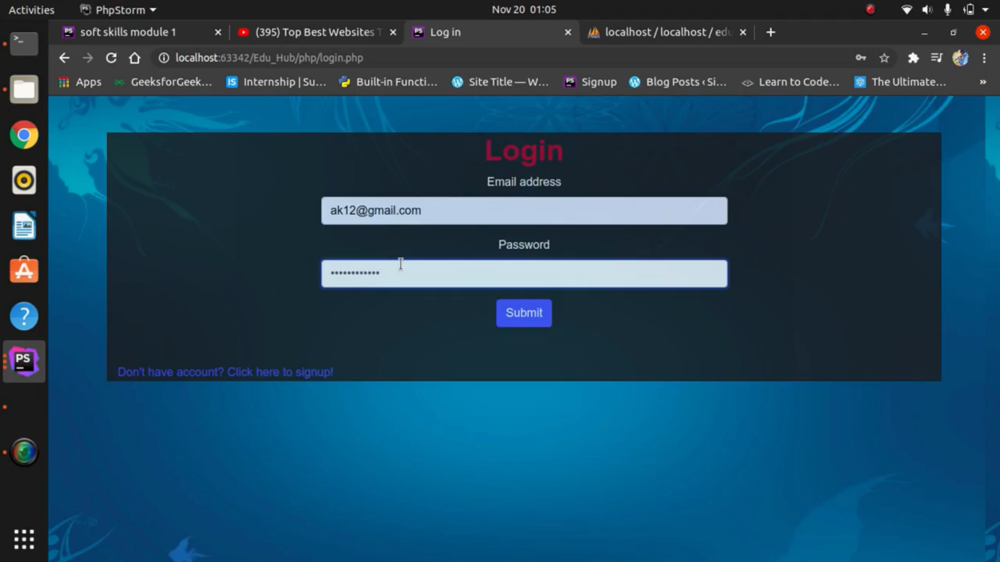 Activities PhpStorm Nov 20 01:05
soft skills module 1 (395) Top Best Websites T Log in localhost / localhost / edu
localhost:63342/Edu_Hub/php/login.php
Apps GeeksforGeek... IS Internship | Su... Built-in Functi... Site Title — W... PS Signup Blog Posts ‹ Si... Learn to Code... The Ultimate... »
Login
Email address
ak12@gmail.com
Password
••••••••••••
Submit
Don't have account? Click here to signup!
PS